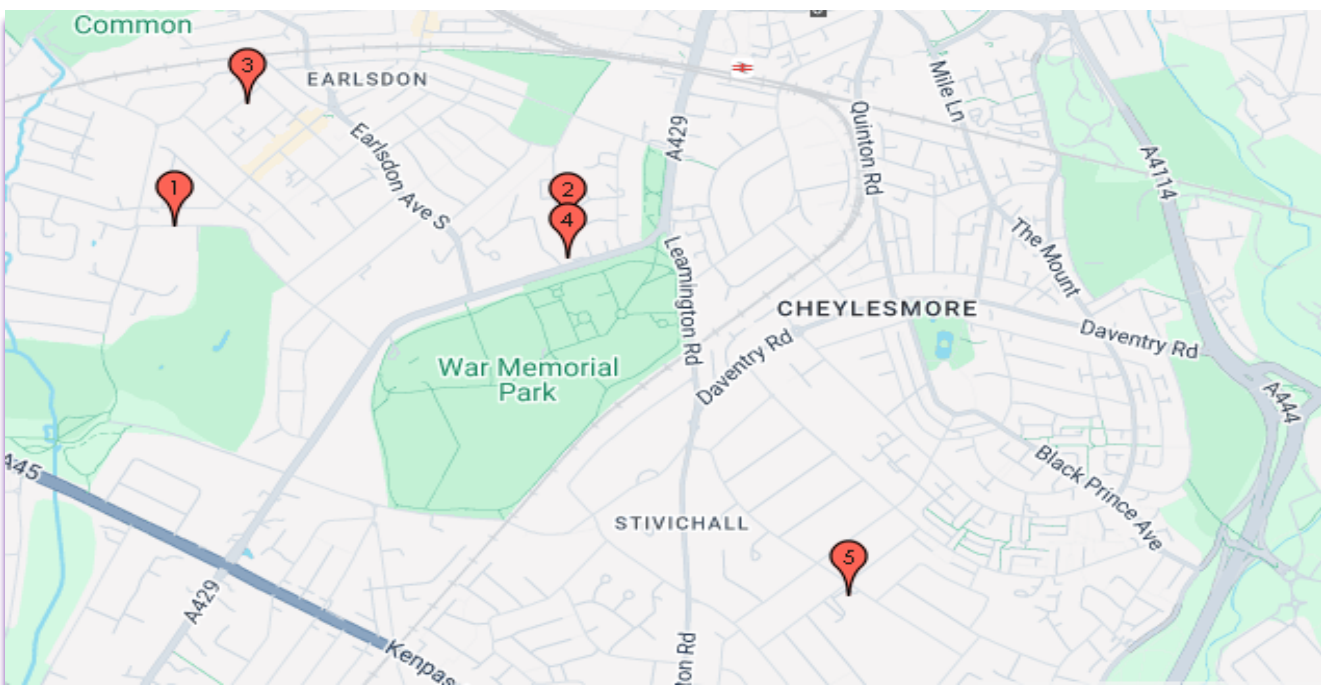 Common
3
EARLSDON
Mile Ln
A429
Quinton Rd
Earlsdon Ave S
A4114
1
2
4
The Mount
Leamington Rd
CHEYLESMORE
Daventry Rd
Daventry Rd
War Memorial
Park
A444
A45
Black Prince Ave
STIVICHALL
5
A429
Kenpas
ton Rd